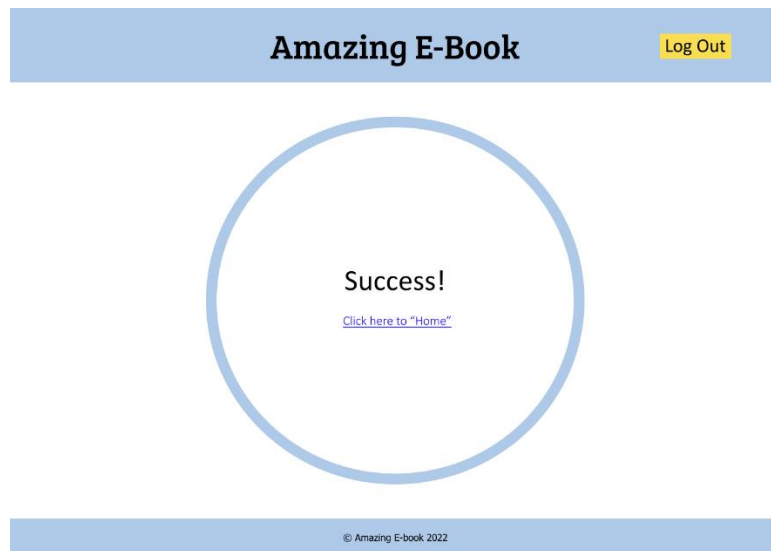 Amazing E-Book
Log Out
Success!
Click here to “Home”
© Amazing E-book 2022